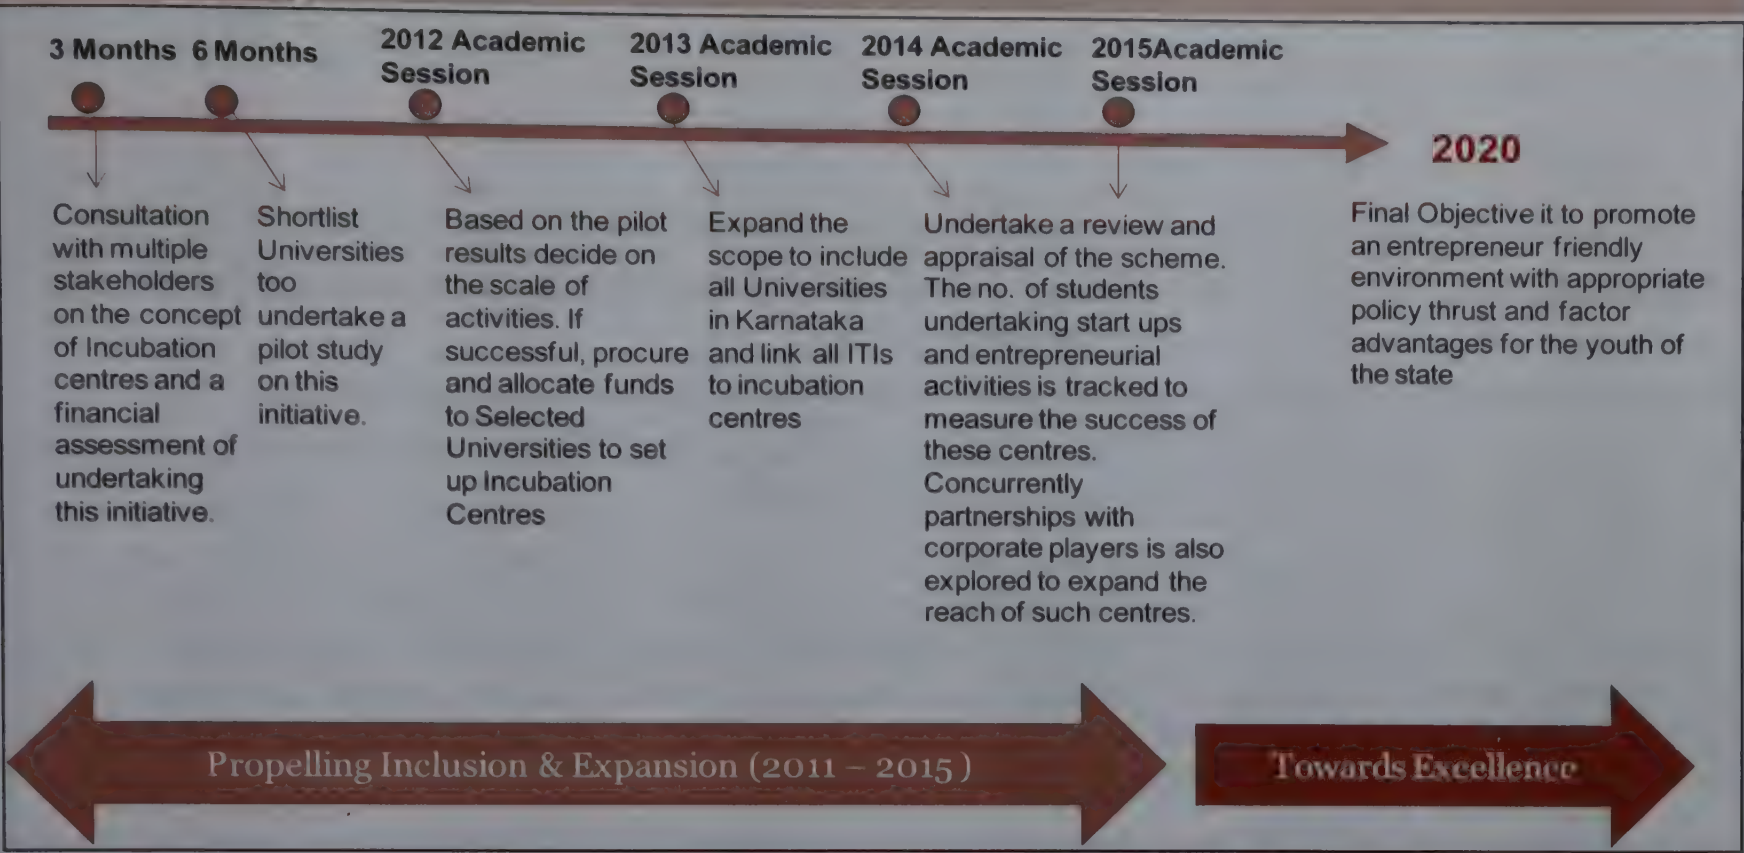 3 Months
6 Months
2012 Academic
Session
2013 Academic
Session
2014 Academic
Session
2015Academic
Session
2020
Consultation
with multiple
stakeholders
on the concept
of Incubation
centres and a
financial
assessment of
undertaking
this initiative.
Shortlist
Universities
too
undertake a
pilot study
on this
initiative.
Based on the pilot
results decide on
the scale of
activities. If
successful, procure
and allocate funds
to Selected
Universities to set
up Incubation
Centres
Expand the
scope to include
all Universities
in Karnataka
and link all ITIs
to incubation
centres
Undertake a review and
appraisal of the scheme.
The no. of students
undertaking start ups
and entrepreneurial
activities is tracked to
measure the success of
these centres.
Concurrently
partnerships with
corporate players is also
explored to expand the
reach of such centres.
Final Objective it to promote
an entrepreneur friendly
environment with appropriate
policy thrust and factor
advantages for the youth of
the state
Propelling Inclusion & Expansion (2011 – 2015 )
Towards Excellence